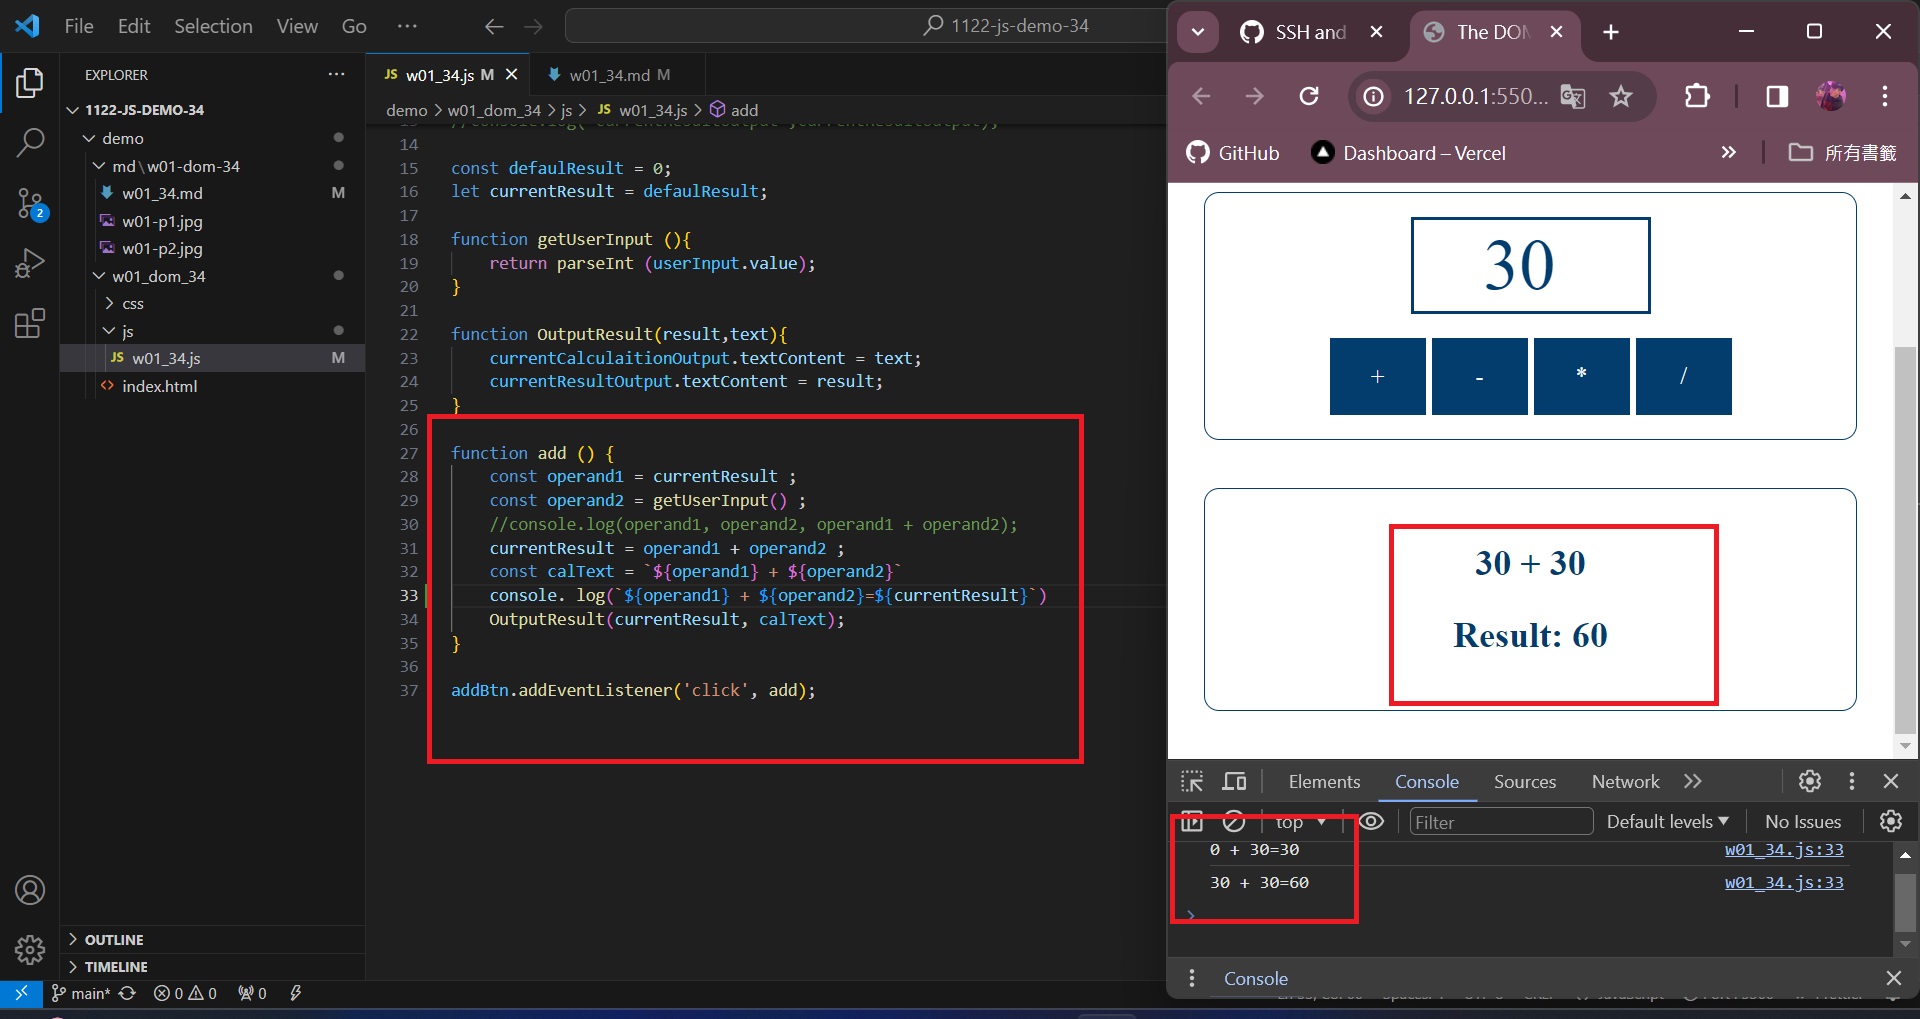 File Edit Selection View Go ··· 1122-js-demo-34
EXPLORER ···
1122-JS-DEMO-34
demo
md\w01-dom-34
w01_34.md M
w01-p1.jpg
w01-p2.jpg
w01_dom_34
css
js
JS w01_34.js M
<> index.html
OUTLINE
TIMELINE
2
JS w01_34.js M
w01_34.md M
demo > w01_dom_34 > js > JS w01_34.js > add
14
15 const defaulResult = 0;
16 let currentResult = defaulResult;
17
18 function getUserInput (){
19 return parseInt (userInput.value);
20 }
21
22 function OutputResult(result,text){
23 currentCalculaitionOutput.textContent = text;
24 currentResultOutput.textContent = result;
25 }
26
27 function add () {
28 const operand1 = currentResult ;
29 const operand2 = getUserInput() ;
30 //console.log(operand1, operand2, operand1 + operand2);
31 currentResult = operand1 + operand2 ;
32 const calText = `${operand1} + ${operand2}`
33 console. log(`${operand1} + ${operand2}=${currentResult}`)
34 OutputResult(currentResult, calText);
35 }
36
37 addBtn.addEventListener('click', add);
main* 0 0 0
SSH and
The DOM
127.0.0.1:550...
GitHub Dashboard – Vercel » 所有書籤
30
+ - * /
30 + 30
Result: 60
Elements Console Sources Network »
top Filter Default levels No Issues
0 + 30=30 w01_34.js:33
30 + 30=60 w01_34.js:33
>
Console